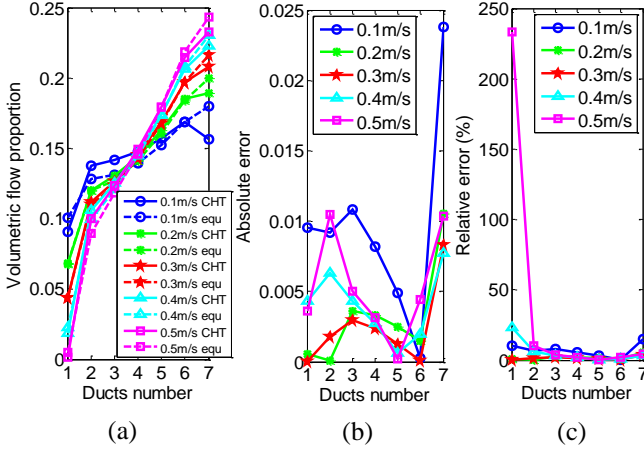 Volumetric flow proportion
0.25
0.2
0.15
0.1
0.05
0
1 2 3 4 5 6 7
Ducts number
0.1m/s CHT
0.1m/s equ
0.2m/s CHT
0.2m/s equ
0.3m/s CHT
0.3m/s equ
0.4m/s CHT
0.4m/s equ
0.5m/s CHT
0.5m/s equ
(a)
Absolute error
0.025
0.02
0.015
0.01
0.005
0
1 2 3 4 5 6 7
Ducts number
0.1m/s
0.2m/s
0.3m/s
0.4m/s
0.5m/s
(b)
Relative error (%)
250
200
150
100
50
0
1 2 3 4 5 6 7
Ducts number
0.1m/s
0.2m/s
0.3m/s
0.4m/s
0.5m/s
(c)